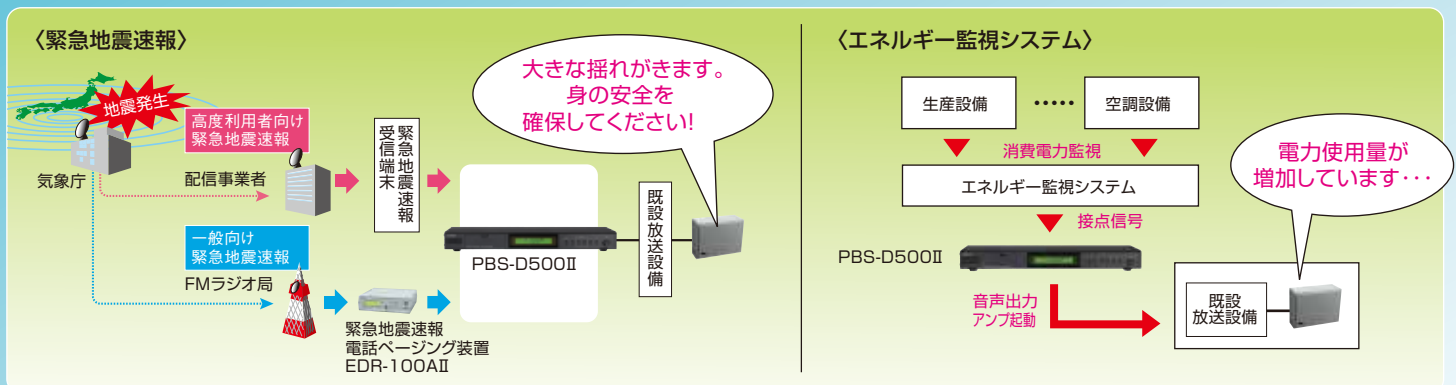 〈緊急地震速報〉
地震発生
高度利用者向け
緊急地震速報
気象庁
配信事業者
緊急地震速報
受信端末
大きな揺れがきます。
身の安全を
確保してください!
PBS-D500Ⅱ
既設放送設備
一般向け
緊急地震速報
FMラジオ局
緊急地震速報
電話ページング装置
EDR-100AⅡ
〈エネルギー監視システム〉
生産設備
・・・・・
空調設備
消費電力監視
エネルギー監視システム
接点信号
PBS-D500Ⅱ
音声出力
アンプ起動
電力使用量が
増加しています・・・
既設
放送設備